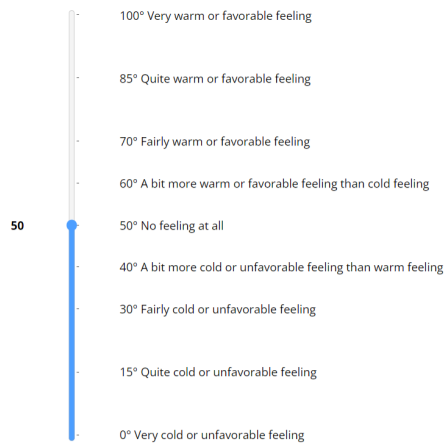 100° Very warm or favorable feeling
85° Quite warm or favorable feeling
70° Fairly warm or favorable feeling
60° A bit more warm or favorable feeling than cold feeling
50 50° No feeling at all
40° A bit more cold or unfavorable feeling than warm feeling
30° Fairly cold or unfavorable feeling
15° Quite cold or unfavorable feeling
0° Very cold or unfavorable feeling